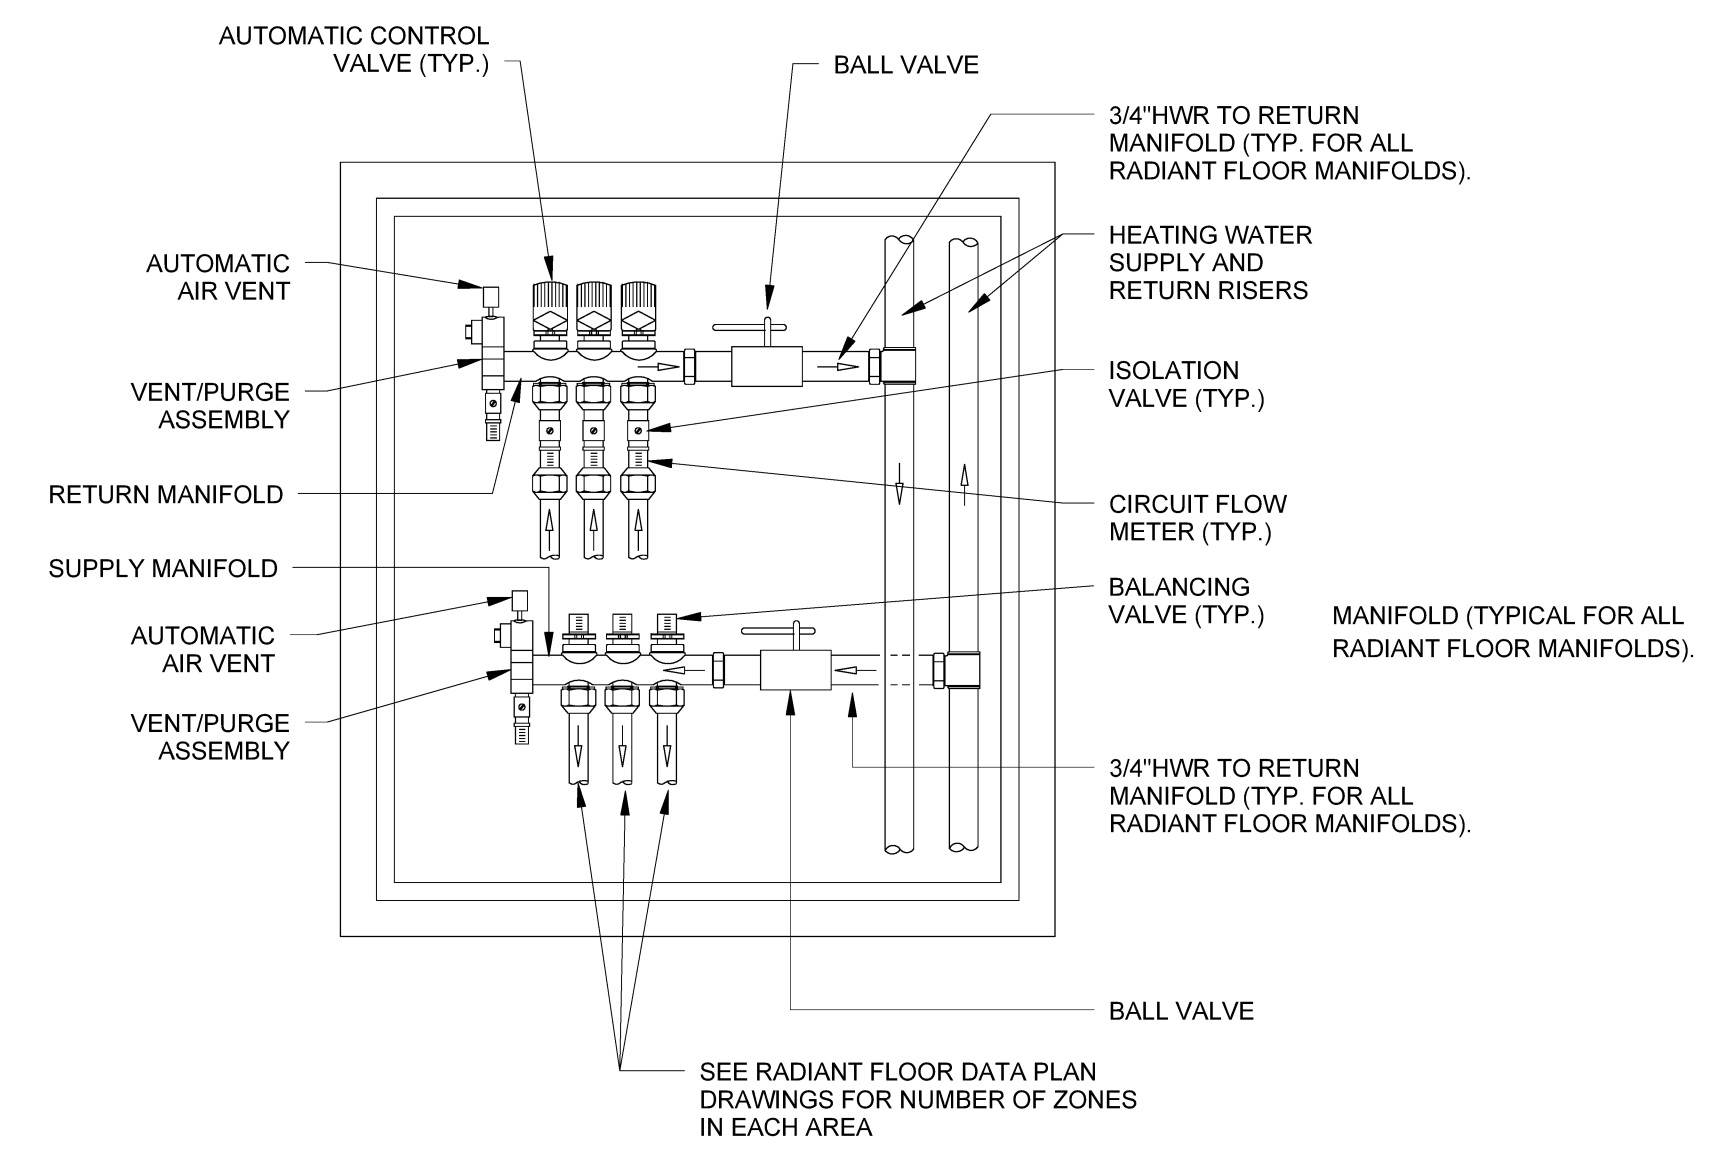 AUTOMATIC CONTROL
VALVE (TYP.)
BALL VALVE
3/4"HWR TO RETURN
MANIFOLD (TYP. FOR ALL
RADIANT FLOOR MANIFOLDS).
HEATING WATER
SUPPLY AND
RETURN RISERS
AUTOMATIC
AIR VENT
ISOLATION
VALVE (TYP.)
VENT/PURGE
ASSEMBLY
RETURN MANIFOLD
CIRCUIT FLOW
METER (TYP.)
SUPPLY MANIFOLD
BALANCING
VALVE (TYP.)
MANIFOLD (TYPICAL FOR ALL
RADIANT FLOOR MANIFOLDS).
AUTOMATIC
AIR VENT
VENT/PURGE
ASSEMBLY
3/4"HWR TO RETURN
MANIFOLD (TYP. FOR ALL
RADIANT FLOOR MANIFOLDS).
BALL VALVE
SEE RADIANT FLOOR DATA PLAN
DRAWINGS FOR NUMBER OF ZONES
IN EACH AREA